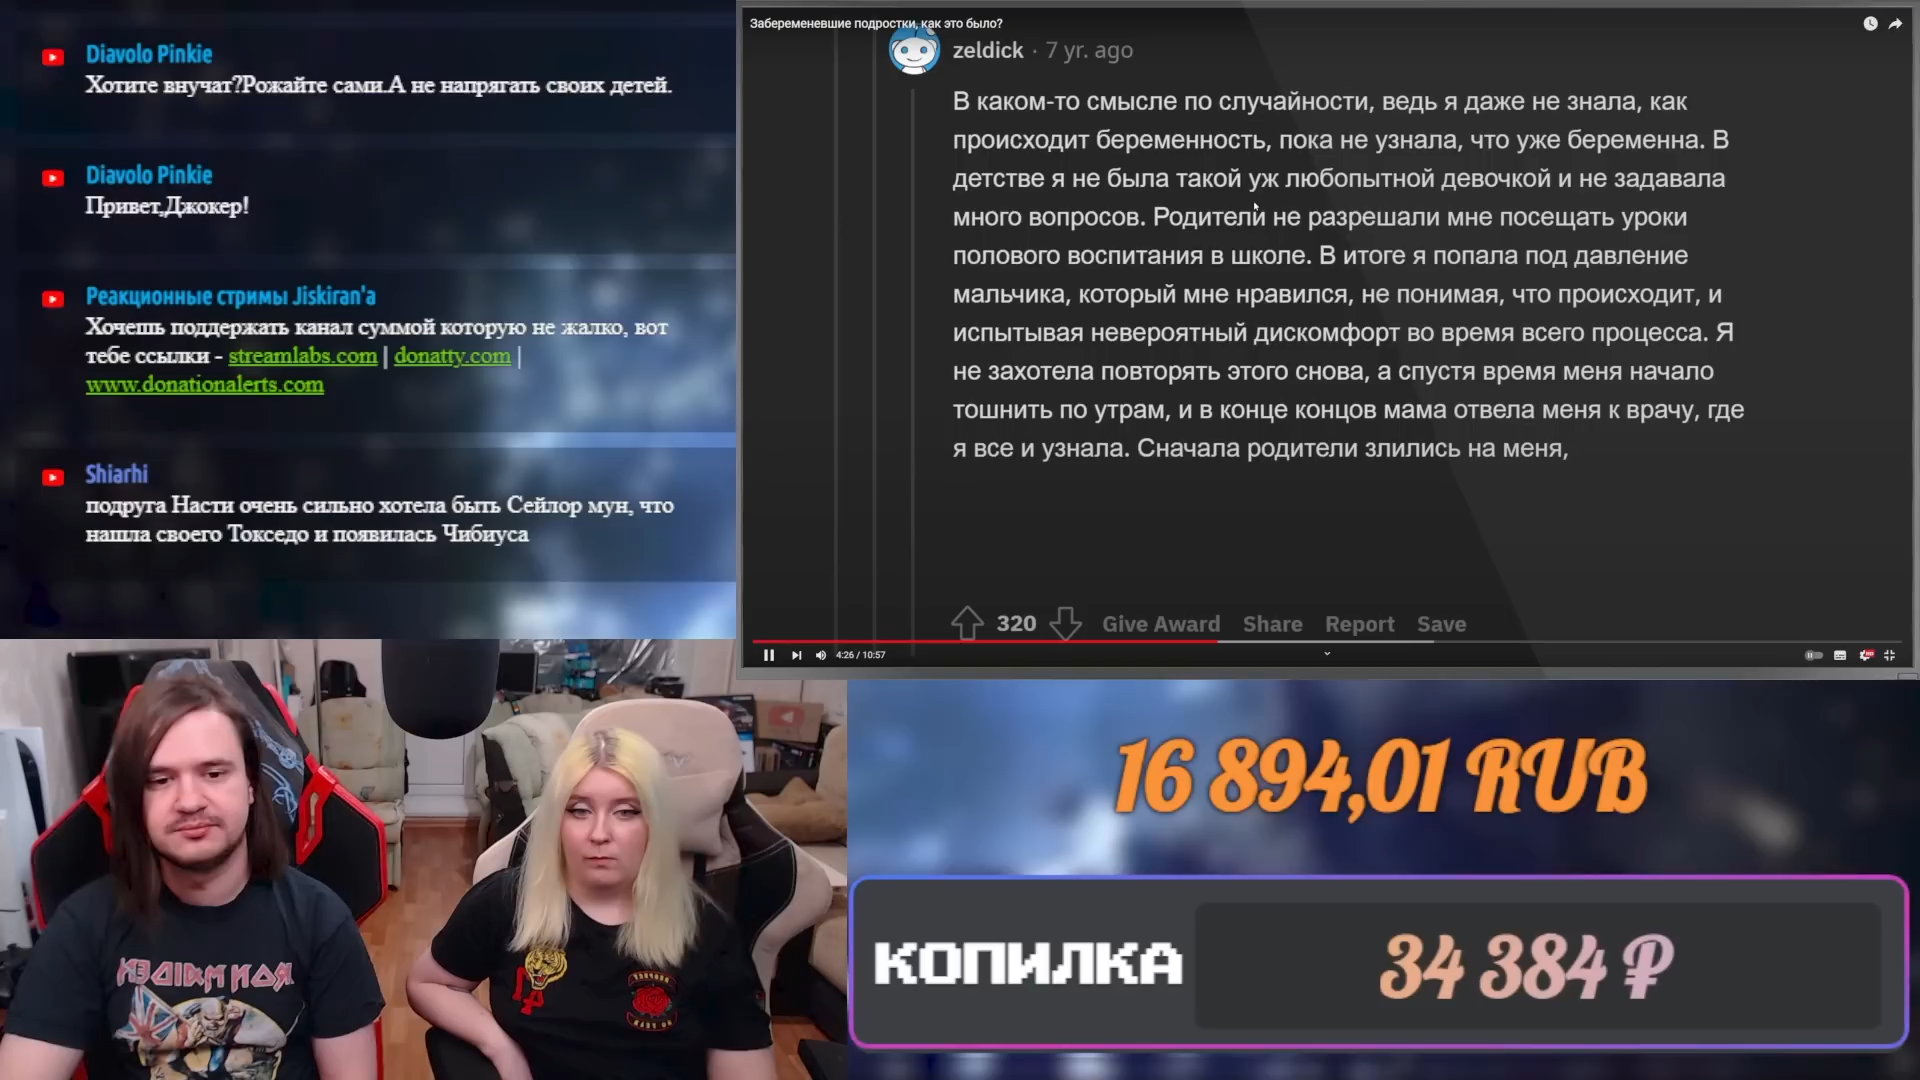 Diavolo Pinkie
Хотите внучат?Рожайте сами.А не напрягать своих детей.
Diavolo Pinkie
Привет,Джокер!
Реакционные стримы Jiskiran'a
Хочешь поддержать канал суммой которую не жалко, вот
тебе ссылки - streamlabs.com | donatty.com |
www.donationalerts.com
Shiarhi
подруга Насти очень сильно хотела быть Сейлор мун, что
нашла своего Токседо и появилась Чибиуса
Забеременевшие подростки, как это было?
zeldick · 7 yr. ago
В каком-то смысле по случайности, ведь я даже не знала, как
происходит беременность, пока не узнала, что уже беременна. В
детстве я не была такой уж любопытной девочкой и не задавала
много вопросов. Родители не разрешали мне посещать уроки
полового воспитания в школе. В итоге я попала под давление
мальчика, который мне нравился, не понимая, что происходит, и
испытывая невероятный дискомфорт во время всего процесса. Я
не захотела повторять этого снова, а спустя время меня начало
тошнить по утрам, и в конце концов мама отвела меня к врачу, где
я все и узнала. Сначала родители злились на меня,
320 Give Award Share Report Save
4:26 / 10:57
16 894,01 RUB
КОПИЛКА
34 384 ₽